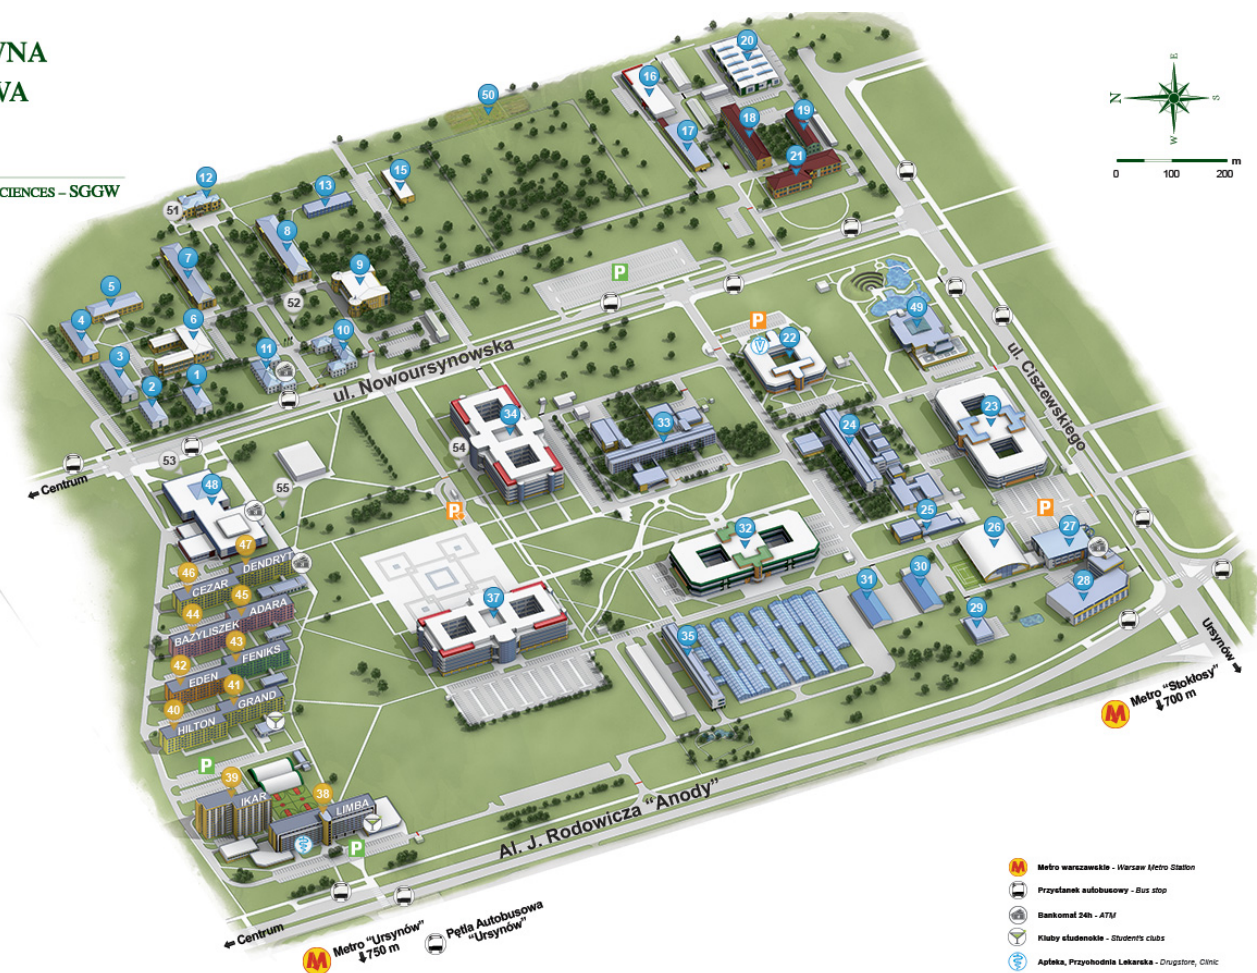 WNA
WA
CIENCES – SGGW
N
E
S
W
0 100 200 m
20
16
50
19
18
17
21
15
12
13
51
8
7
9
5
52
4
6
10
3
11
2
1
ul. Nowoursynowska
P
49
P
22
ul. Ciszewskiego
23
34
33
24
54
53
55
48
← Centrum
P
P
25
26
27
32
28
30
31
29
37
35
47
DENDRYT
46
CEZAR
45
ADARA
44
BAZYLISZEK
43
FENIKS
42
EDEN
41
GRAND
40
HILTON
P
39
IKAR
38
LIMBA
P
Al. J. Rodowicza "Anody"
Ursynów
Metro "Stokłosy"
700 m
← Centrum
Metro "Ursynów"
750 m
Pętla Autobusowa
"Ursynów"
Metro warszawskie - Warsaw Metro Station
Przystanek autobusowy - Bus stop
Bankomat 24h - ATM
Kluby studenckie - Student's clubs
Apteka, Przychodnia Lekarska - Drugstore, Clinic